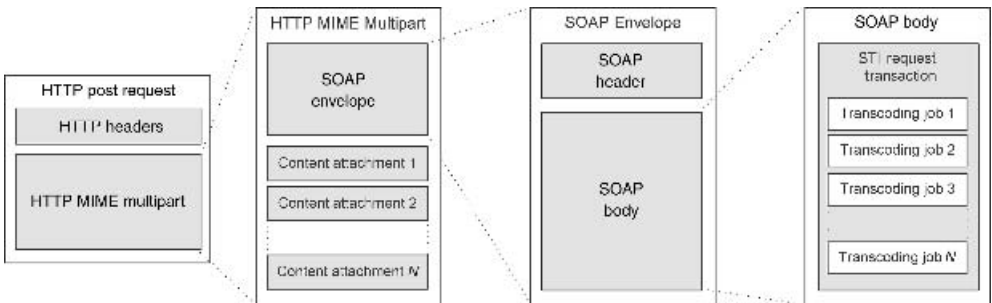 HTTP post request
HTTP headers
HTTP MIME multipart
HTTP MIME Multipart
SOAP
envelope
Content attachment 1
Content attachment 2
Content attachment N
SOAP Envelope
SOAP
header
SOAP
body
SOAP body
STI request
transaction
Transcoding job 1
Transcoding job 2
Transcoding job 3
Transcoding job N